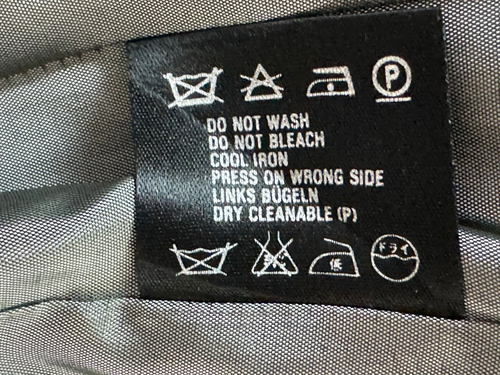 P
DO NOT WASH
DO NOT BLEACH
COOL IRON
PRESS ON WRONG SIDE
LINKS BÜGELN
DRY CLEANABLE (P)
低 ドライ